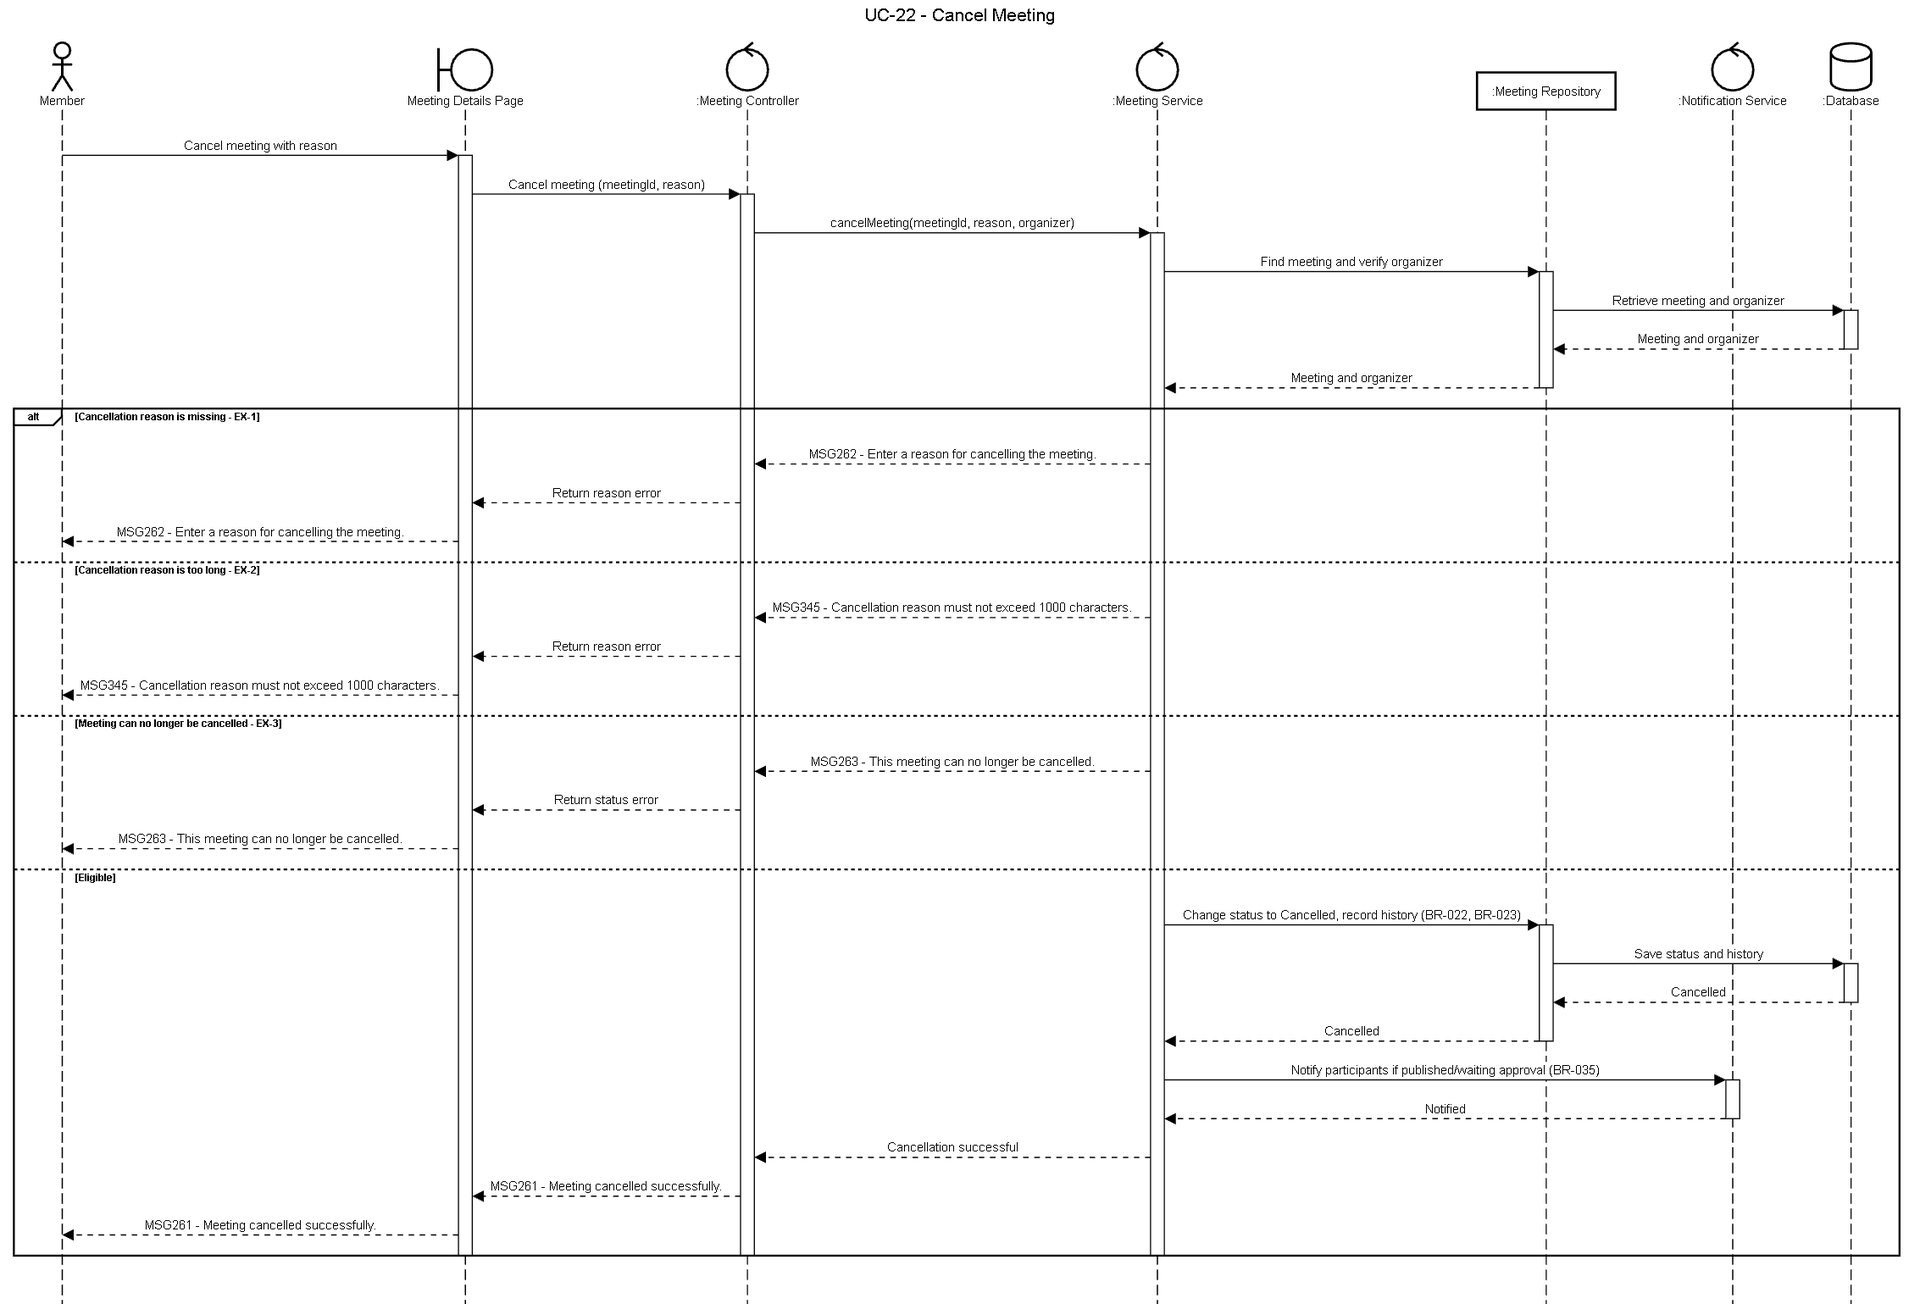 UC-22 - Cancel Meeting
Member
Meeting Details Page
:Meeting Controller
:Meeting Service
:Meeting Repository
:Notification Service
:Database
Cancel meeting with reason
Cancel meeting (meetingId, reason)
cancelMeeting(meetingId, reason, organizer)
Find meeting and verify organizer
Retrieve meeting and organizer
Meeting and organizer
Meeting and organizer
alt
[Cancellation reason is missing - EX-1]
MSG262 - Enter a reason for cancelling the meeting.
Return reason error
MSG262 - Enter a reason for cancelling the meeting.
[Cancellation reason is too long - EX-2]
MSG345 - Cancellation reason must not exceed 1000 characters.
Return reason error
MSG345 - Cancellation reason must not exceed 1000 characters.
[Meeting can no longer be cancelled - EX-3]
MSG263 - This meeting can no longer be cancelled.
Return status error
MSG263 - This meeting can no longer be cancelled.
[Eligible]
Change status to Cancelled, record history (BR-022, BR-023)
Save status and history
Cancelled
Cancelled
Notify participants if published/waiting approval (BR-035)
Notified
Cancellation successful
MSG261 - Meeting cancelled successfully.
MSG261 - Meeting cancelled successfully.